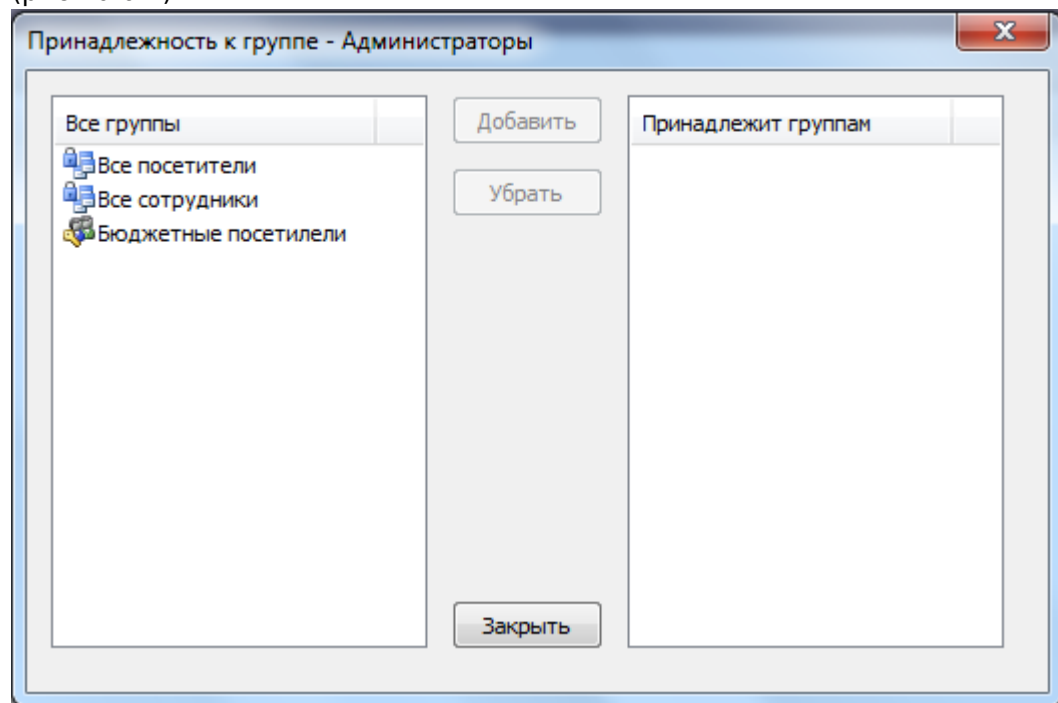 Принадлежность к группе - Администраторы
Все группы
Добавить
Принадлежит группам
Все посетители
Убрать
Все сотрудники
Бюджетные посетилели
Закрыть